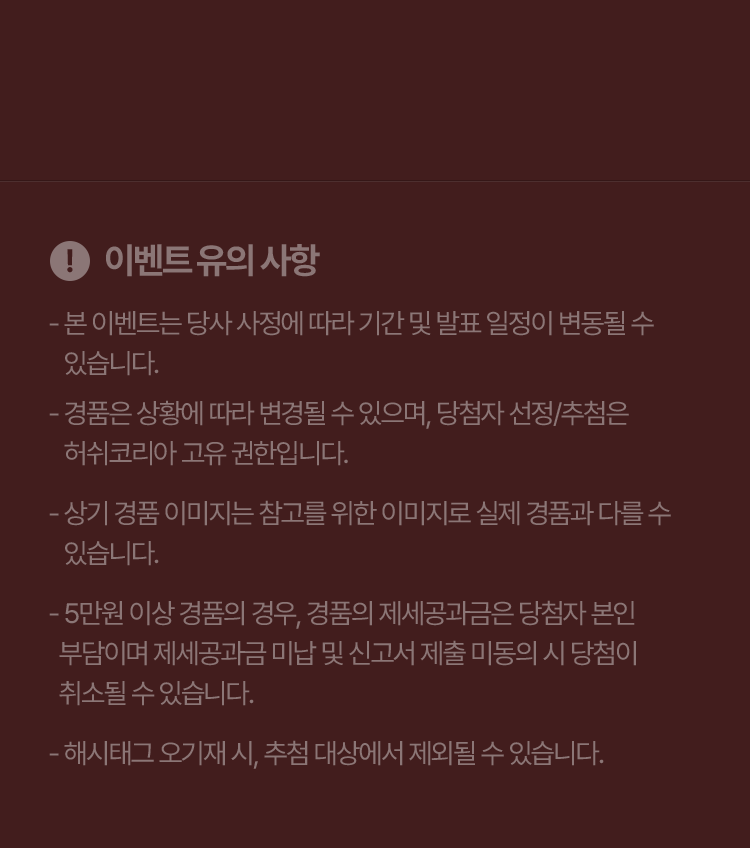 이벤트 유의 사항
- 본 이벤트는 당사 사정에 따라 기간 및 발표 일정이 변동될 수
있습니다.
- 경품은 상황에 따라 변경될 수 있으며, 당첨자 선정/추첨은
허쉬코리아 고유 권한입니다.
- 상기 경품 이미지는 참고를 위한 이미지로 실제 경품과 다를 수
있습니다.
- 5만원 이상 경품의 경우, 경품의 제세공과금은 당첨자 본인
부담이며 제세공과금 미납 및 신고서 제출 미동의 시 당첨이
취소될 수 있습니다.
- 해시태그 오기재 시, 추첨 대상에서 제외될 수 있습니다.